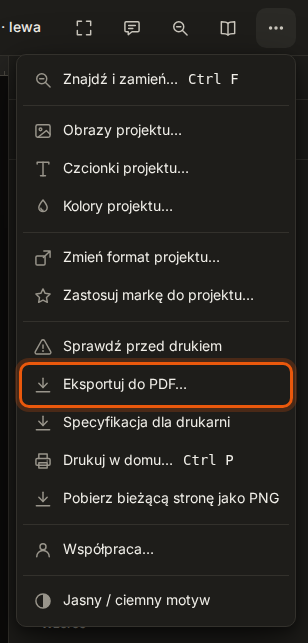 · lewa
Znajdź i zamień... Ctrl F
Obrazy projektu...
Czcionki projektu...
Kolory projektu...
Zmień format projektu...
Zastosuj markę do projektu...
Sprawdź przed drukiem
Eksportuj do PDF...
Specyfikacja dla drukarni
Drukuj w domu... Ctrl P
Pobierz bieżącą stronę jako PNG
Współpraca...
Jasny / ciemny motyw